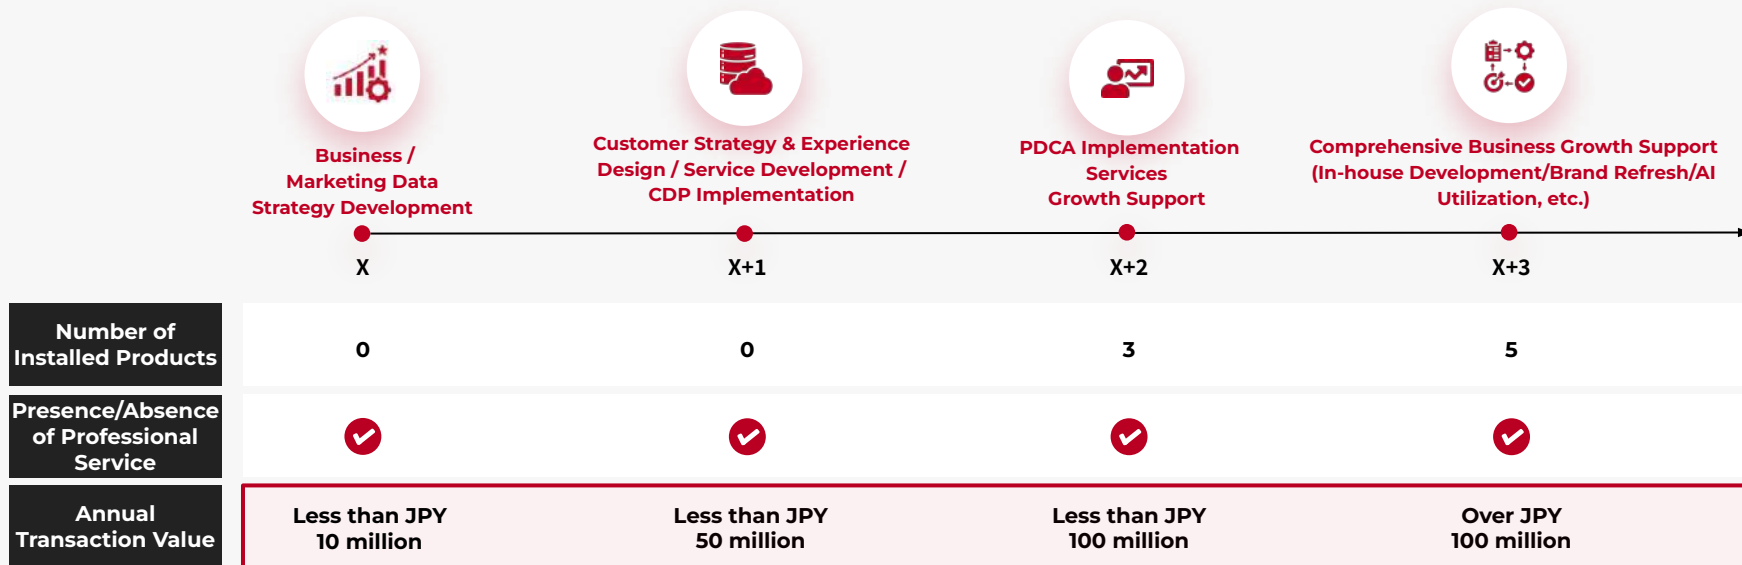 Business /
Marketing Data
Strategy Development
Customer Strategy & Experience
Design / Service Development /
CDP Implementation
PDCA Implementation
Services
Growth Support
Comprehensive Business Growth Support
(In-house Development/Brand Refresh/AI
Utilization, etc.)
X
X+1
X+2
X+3
Number of
Installed Products
0
0
3
5
Presence/Absence
of Professional
Service
Annual
Transaction Value
Less than JPY
10 million
Less than JPY
50 million
Less than JPY
100 million
Over JPY
100 million